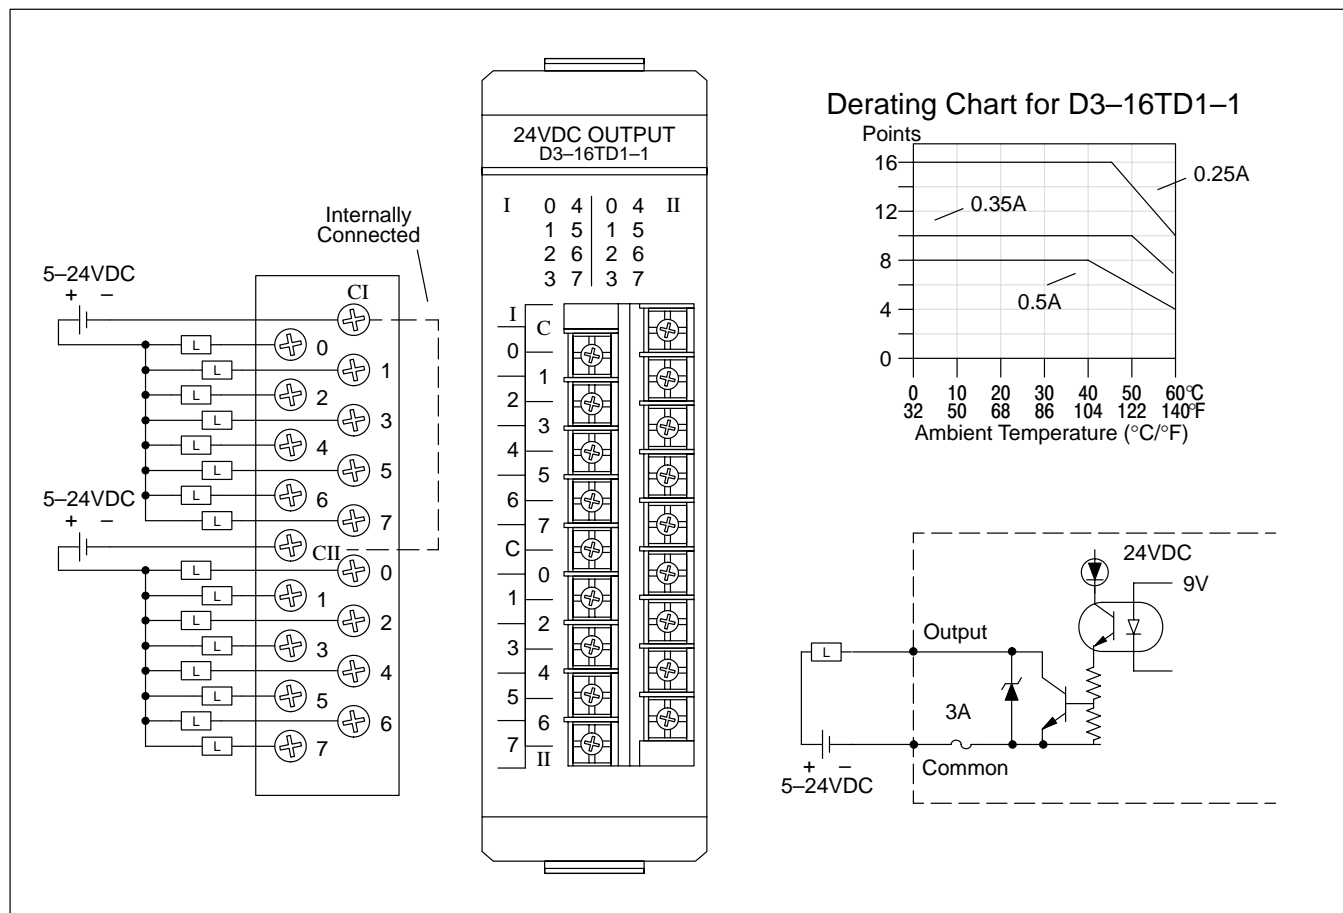 Internally
Connected
5–24VDC
+ –
CI
L 0
L 1
L 2
L 3
L 4
L 5
L 6
L 7
5–24VDC
+ –
CII
L 0
L 1
L 2
L 3
L 4
L 5
L 6
L 7
24VDC OUTPUT
D3–16TD1–1
I 0 4 0 4 II
1 5 1 5
2 6 2 6
3 7 3 7
I
C
0
1
2
3
4
5
6
7
C
0
1
2
3
4
5
6
7
II
Derating Chart for D3–16TD1–1
Points
16
12
8
4
0
0.25A
0.35A
0.5A
0 10 20 30 40 50 60°C
32 50 68 86 104 122 140°F
Ambient Temperature (°C/°F)
24VDC
9V
Output
L
3A
+ –
5–24VDC
Common